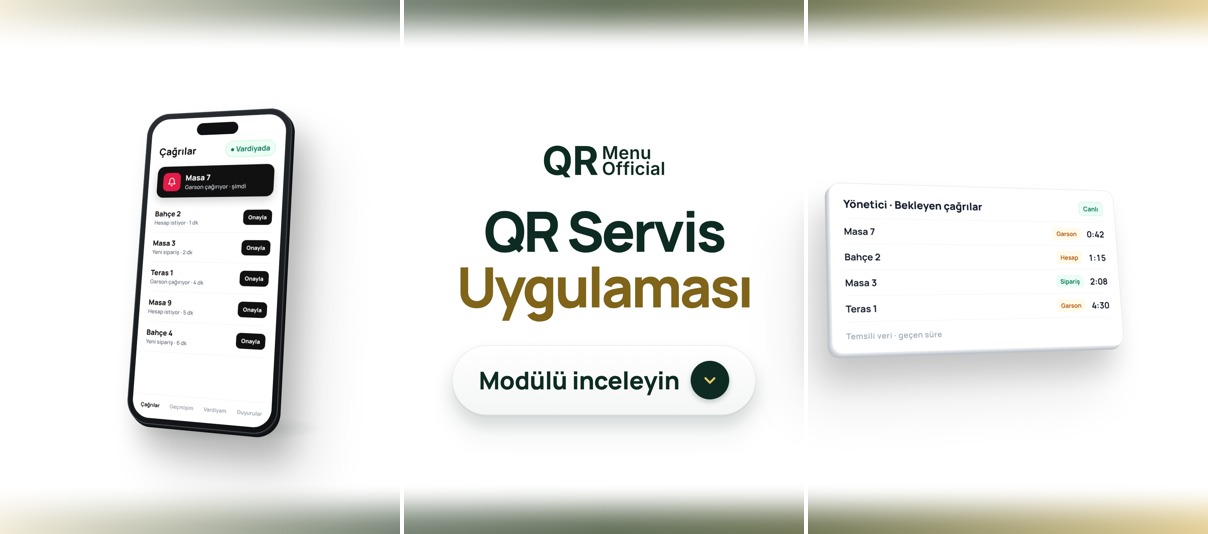 Çağrılar
Vardiyada
Masa 7
Garson çağırıyor · şimdi
Bahçe 2
Hesap istiyor · 1 dk
Onayla
Masa 3
Yeni sipariş · 2 dk
Onayla
Teras 1
Garson çağırıyor · 4 dk
Onayla
Masa 9
Hesap istiyor · 5 dk
Onayla
Bahçe 4
Yeni sipariş · 6 dk
Onayla
Çağrılar Geçmişim Vardiyam Duyurular
QR Menu
Official
QR Servis
Uygulaması
Modülü inceleyin
Yönetici · Bekleyen çağrılar
Canlı
Masa 7 Garson 0:42
Bahçe 2 Hesap 1:15
Masa 3 Sipariş 2:08
Teras 1 Garson 4:30
Temsili veri · geçen süre